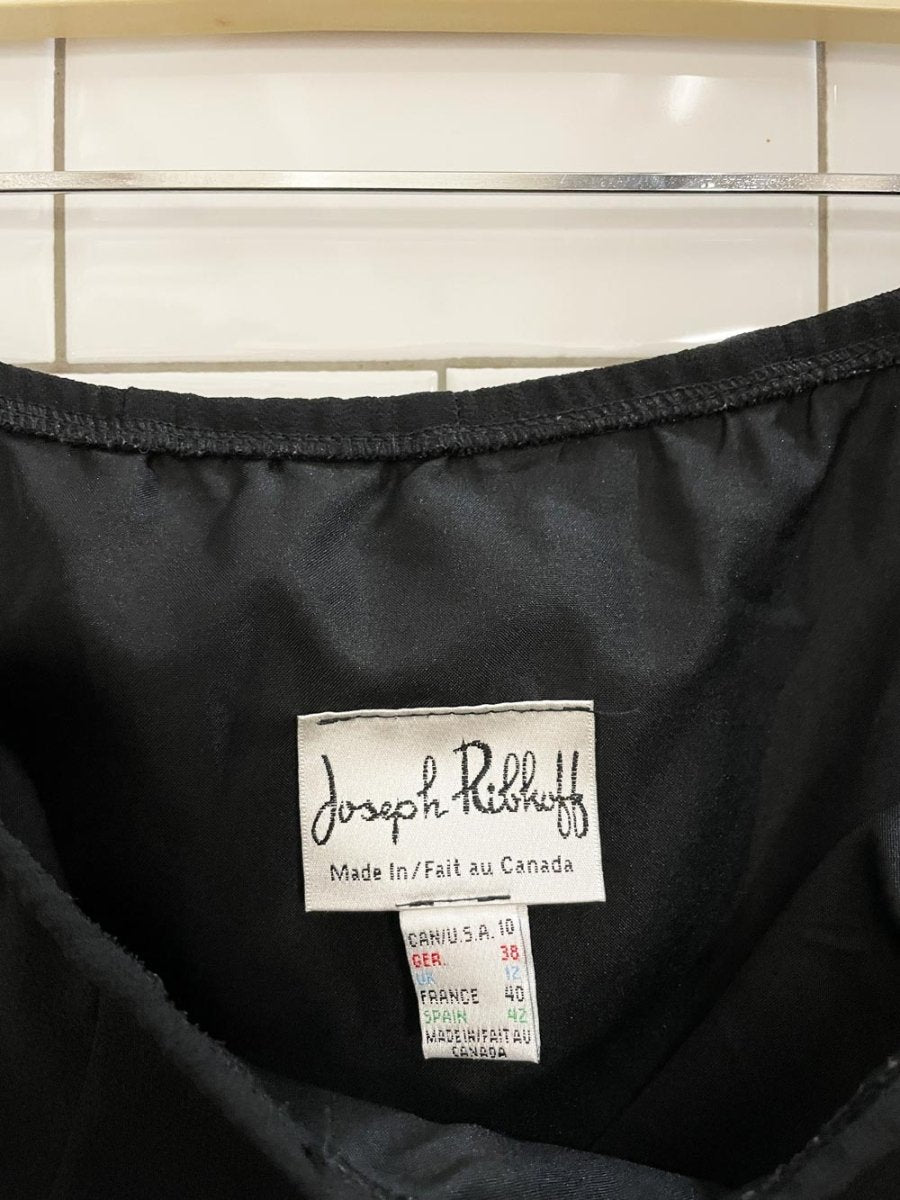 Joseph Ribkoff
Made In/Fait au Canada
CAN/U.S.A. 10
GER. 38
UK 12
FRANCE 40
SPAIN 42
MADE IN/FAIT AU
CANADA